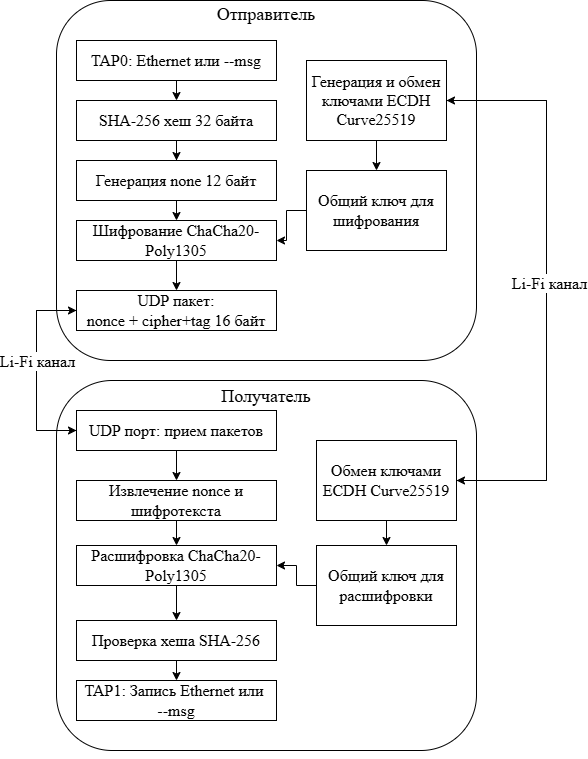 Отправитель
TAP0: Ethernet или --msg
SHA-256 хеш 32 байта
Генерация none 12 байт
Шифрование ChaCha20-
Poly1305
UDP пакет:
nonce + cipher+tag 16 байт
Генерация и обмен
ключами ECDH
Curve25519
Общий ключ для
шифрования
Li-Fi канал
Li-Fi канал
Получатель
UDP порт: прием пакетов
Извлечение nonce и
шифротекста
Расшифровка ChaCha20-
Poly1305
Проверка хеша SHA-256
TAP1: Запись Ethernet или
--msg
Обмен ключами
ECDH Curve25519
Общий ключ для
расшифровки